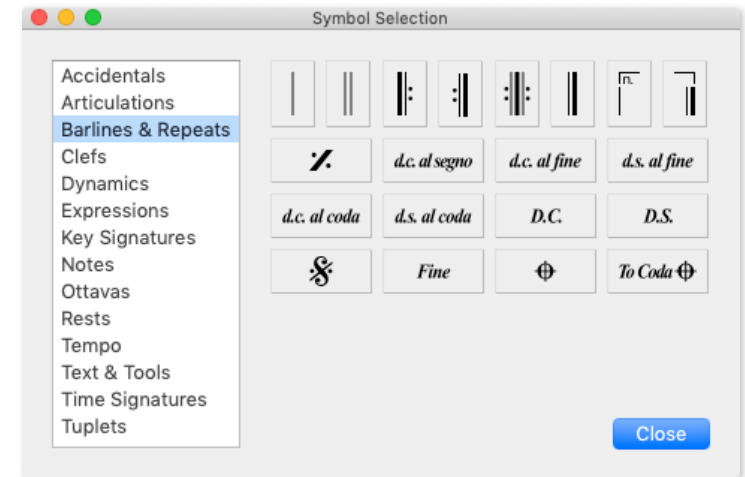 Symbol Selection
Accidentals
Articulations
Barlines & Repeats
Clefs
Dynamics
Expressions
Key Signatures
Notes
Ottavas
Rests
Tempo
Text & Tools
Time Signatures
Tuplets
n.
d.c. al segno d.c. al fine d.s. al fine
d.c. al coda d.s. al coda D.C. D.S.
Fine To Coda
Close